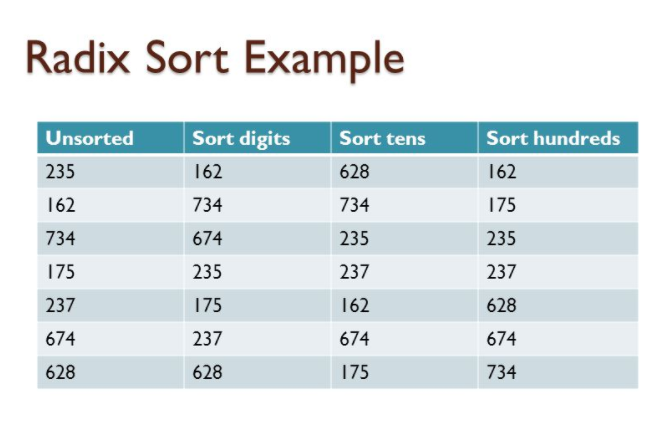 Radix Sort Example
Unsorted Sort digits Sort tens Sort hundreds
235 162 628 162
162 734 734 175
734 674 235 235
175 235 237 237
237 175 162 628
674 237 674 674
628 628 175 734